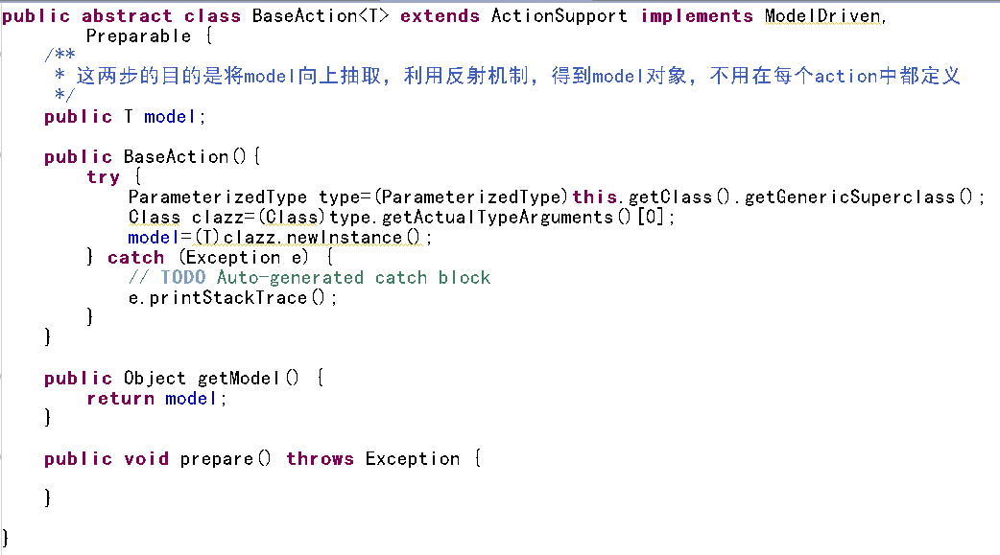 public abstract class BaseAction<T> extends ActionSupport implements ModelDriven,
        Preparable {
    /**
     * 这两步的目的是将model向上抽取，利用反射机制，得到model对象，不用在每个action中都定义
     */
    public T model;
    public BaseAction(){
        try {
            ParameterizedType type=(ParameterizedType)this.getClass().getGenericSuperclass();
            Class clazz=(Class)type.getActualTypeArguments()[0];
            model=(T)clazz.newInstance();
        } catch (Exception e) {
            // TODO Auto-generated catch block
            e.printStackTrace();
        }
    }
    public Object getModel() {
        return model;
    }
    public void prepare() throws Exception {
    }
}